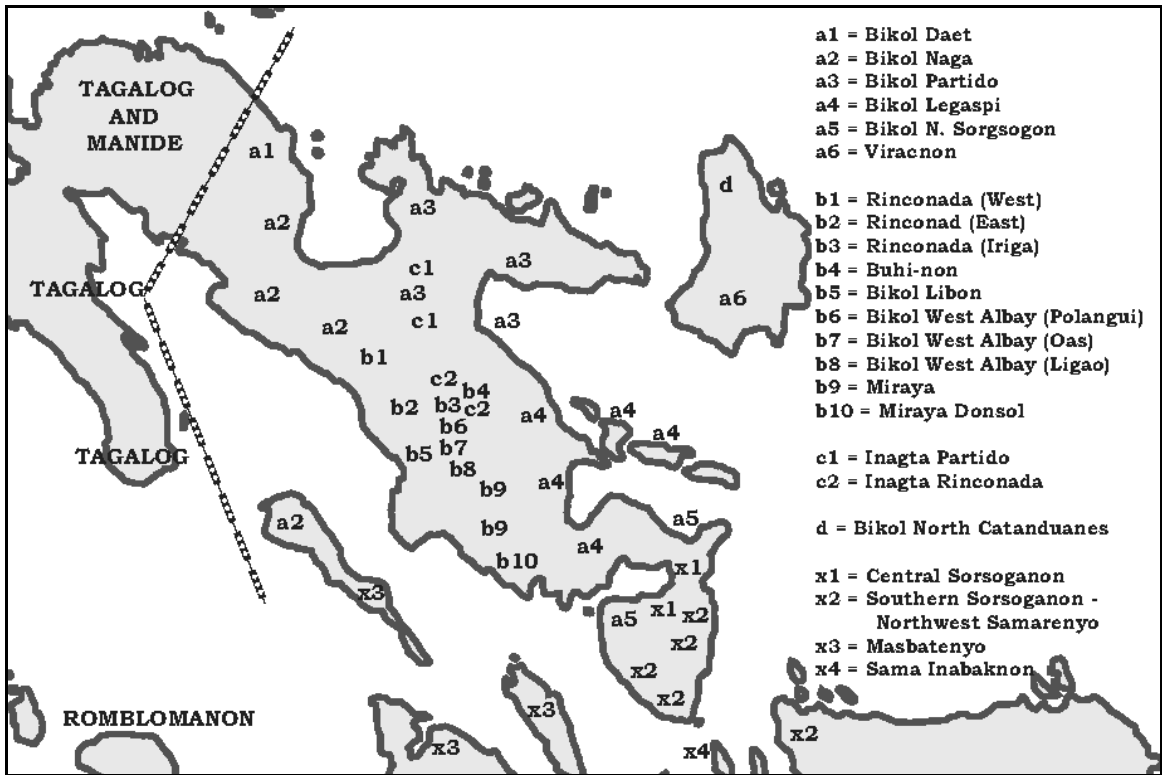 a1 = Bikol Daet
a2 = Bikol Naga
a3 = Bikol Partido
a4 = Bikol Legaspi
a5 = Bikol N. Sorgsogon
a6 = Viracnon
b1 = Rinconada (West)
b2 = Rinconad (East)
b3 = Rinconada (Iriga)
b4 = Buhi-non
b5 = Bikol Libon
b6 = Bikol West Albay (Polangui)
b7 = Bikol West Albay (Oas)
b8 = Bikol West Albay (Ligao)
b9 = Miraya
b10 = Miraya Donsol
c1 = Inagta Partido
c2 = Inagta Rinconada
d = Bikol North Catanduanes
x1 = Central Sorsoganon
x2 = Southern Sorsoganon -
Northwest Samarenyo
x3 = Masbatenyo
x4 = Sama Inabaknon
TAGALOG
AND
MANIDE
a1
d
a3
a2
a3
c1
TAGALOG
a2
a3
a6
a2
c1
a3
b1
c2
b4
b2
b3
c2
a4
a4
b6
a4
b7
b5
TAGALOG
b8
b9
a4
a2
b9
a5
a4
b10
x1
x3
x1
a5
x2
x2
x2
x2
x3
ROMBLOMANON
x3
x4
x2